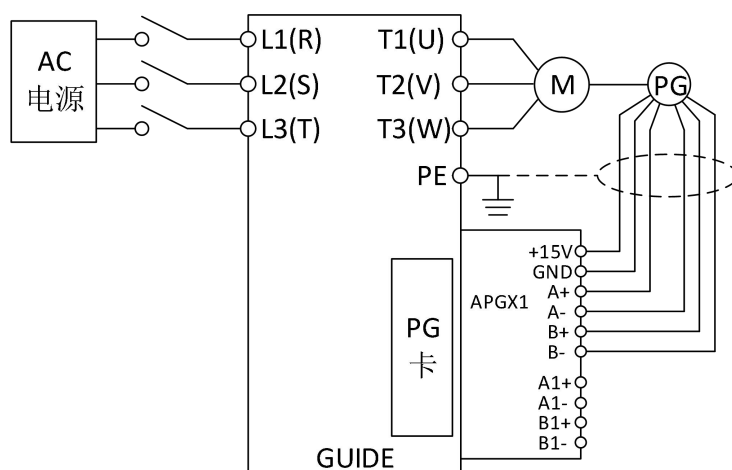 AC
电源
L1(R)
L2(S)
L3(T)
T1(U)
T2(V)
T3(W)
PE
M
PG
PG
卡
APGX1
+15V
GND
A+
A-
B+
B-
A1+
A1-
B1+
B1-
GUIDE